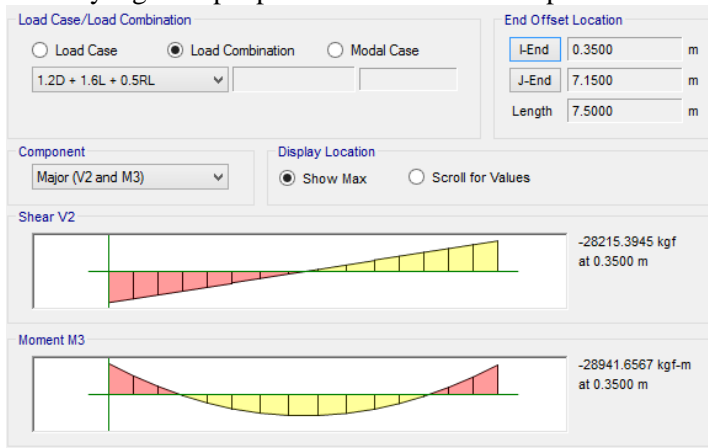 Load Case/Load Combination
Load Case
Load Combination
Modal Case
1.2D + 1.6L + 0.5RL
End Offset Location
I-End 0.3500 m
J-End 7.1500 m
Length 7.5000 m
Component
Major (V2 and M3)
Display Location
Show Max
Scroll for Values
Shear V2
-28215.3945 kgf
at 0.3500 m
Moment M3
-28941.6567 kgf-m
at 0.3500 m